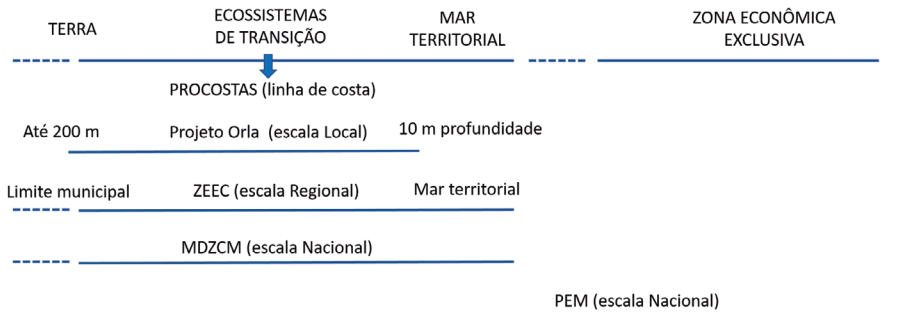 TERRA
ECOSSISTEMAS
DE TRANSIÇÃO
MAR
TERRITORIAL
ZONA ECONÔMICA
EXCLUSIVA
PROCOSTAS (linha de costa)
Até 200 m
Projeto Orla (escala Local)
10 m profundidade
Limite municipal
ZEEC (escala Regional)
Mar territorial
MDZCM (escala Nacional)
PEM (escala Nacional)